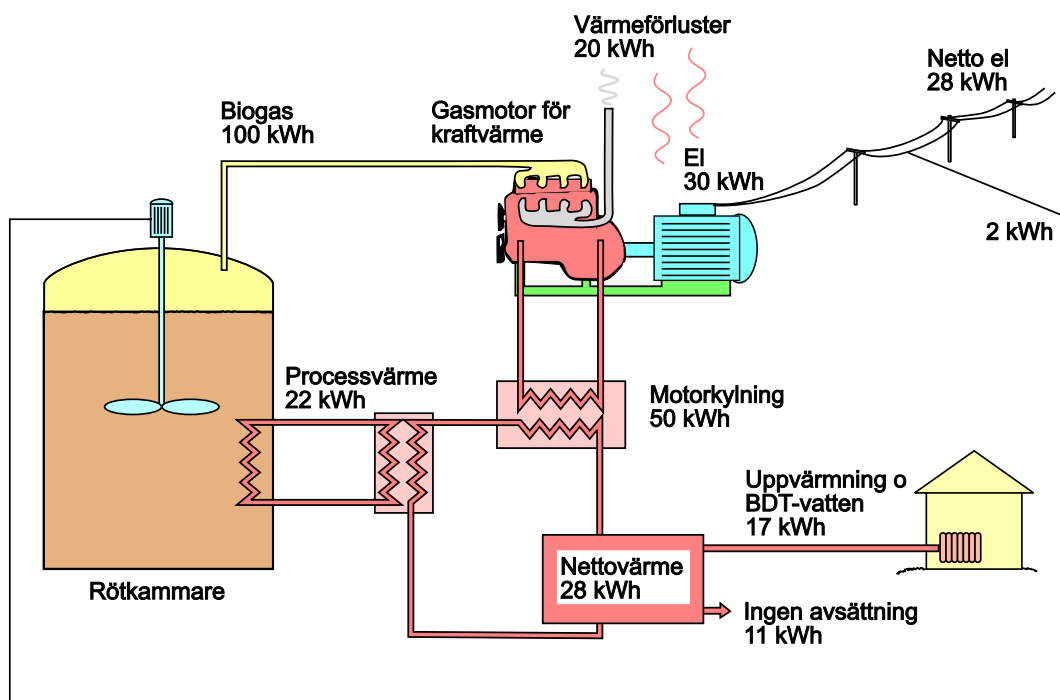 Värmeförluster
20 kWh
Netto el
28 kWh
Biogas
100 kWh
Gasmotor för
kraftvärme
El
30 kWh
2 kWh
Processvärme
22 kWh
Motorkylning
50 kWh
Uppvärmning o
BDT-vatten
17 kWh
Nettovärme
28 kWh
Rötkammare
Ingen avsättning
11 kWh